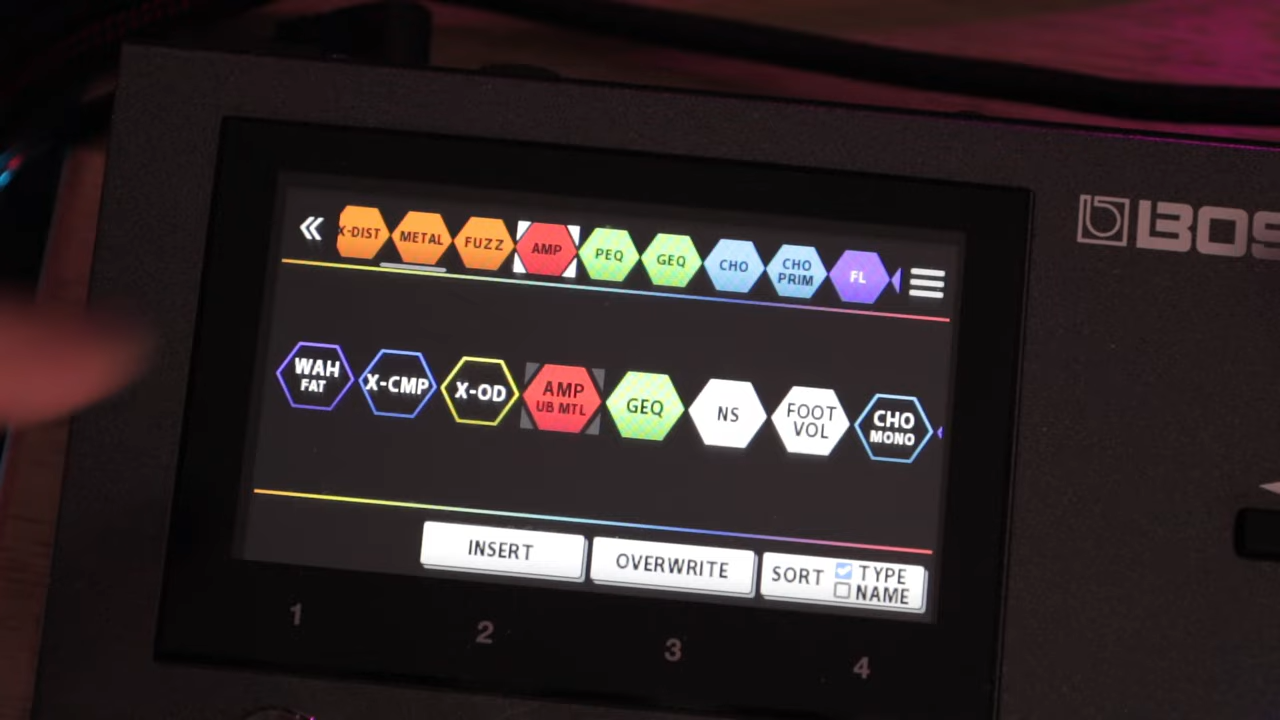 «
X-DIST METAL FUZZ AMP PEQ GEQ CHO CHO PRIM FL
WAH FAT X-CMP X-OD AMP UB MTL GEQ NS FOOT VOL CHO MONO
INSERT OVERWRITE SORT TYPE NAME
1 2 3 4
BOS